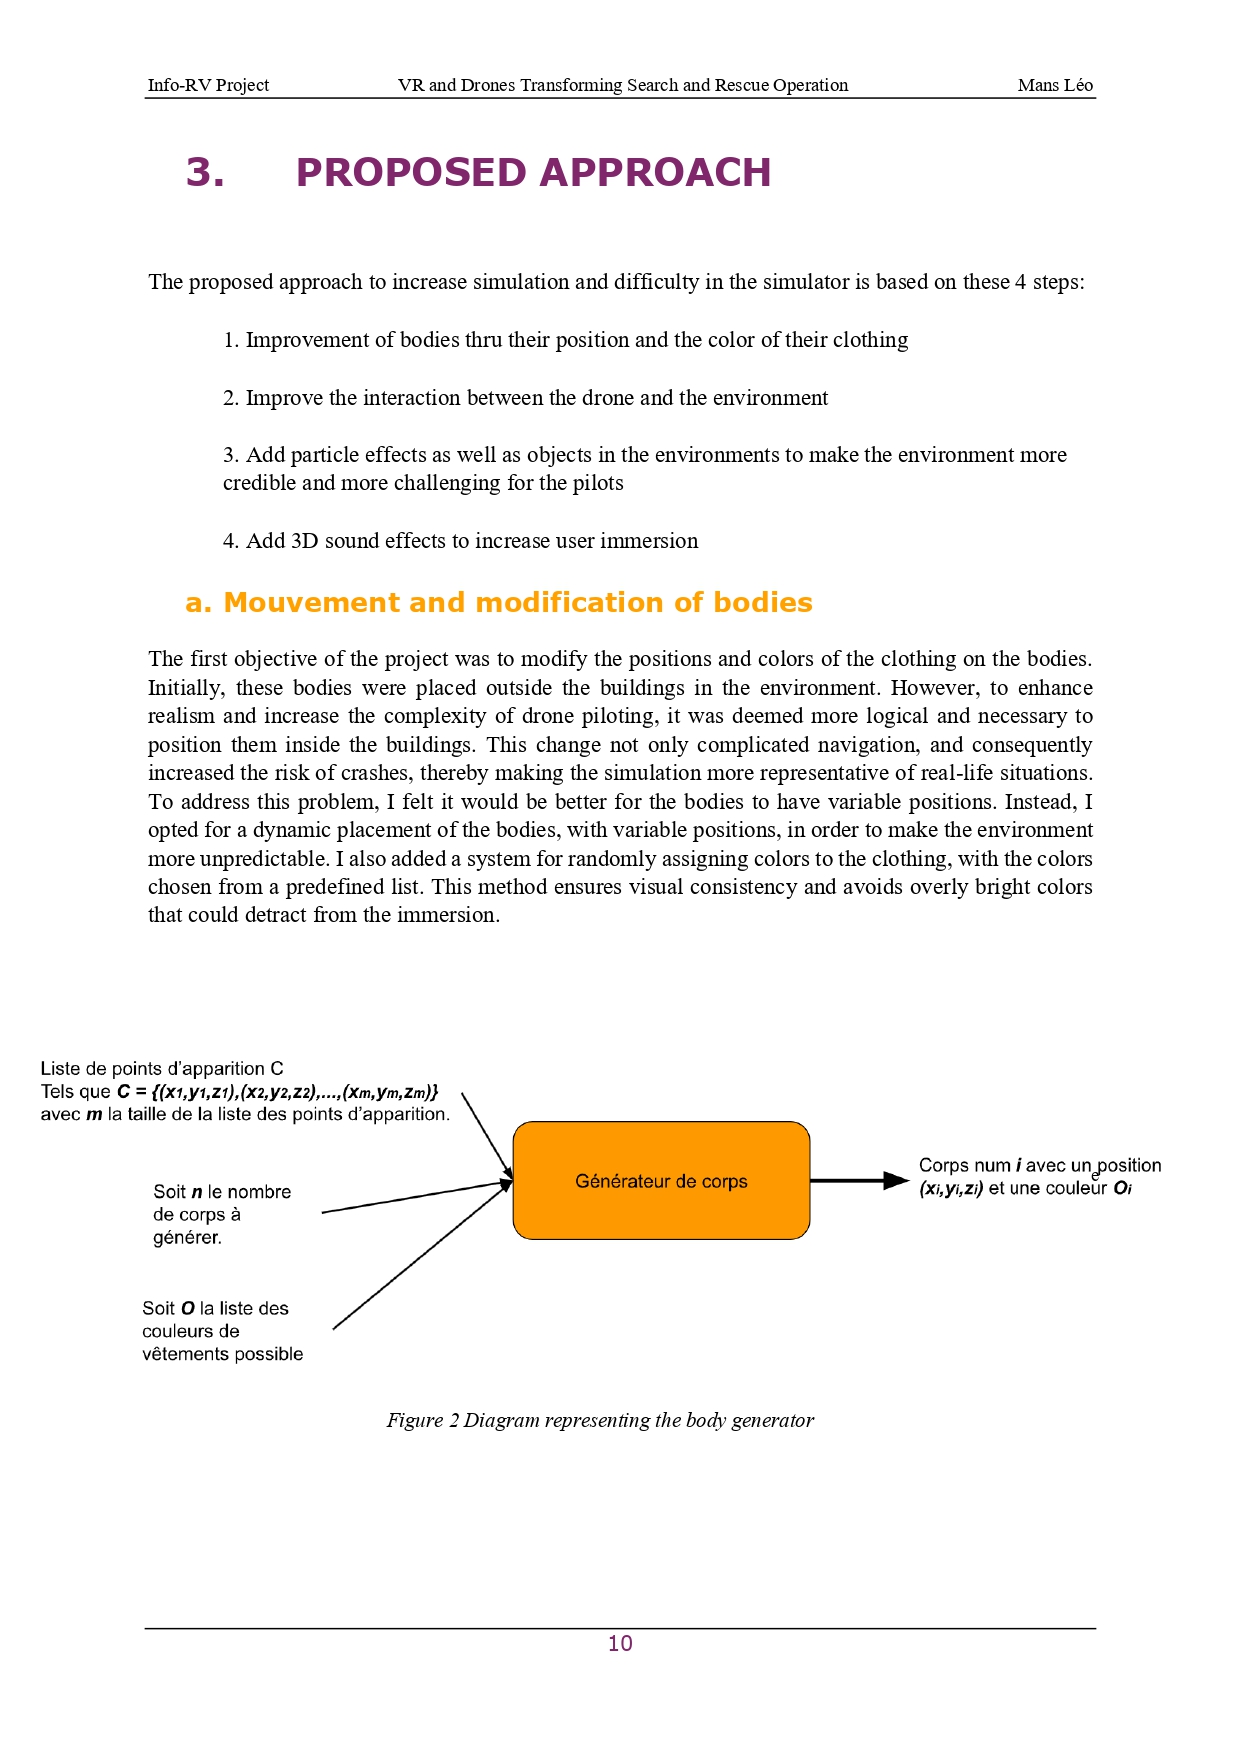 Info-RV Project VR and Drones Transforming Search and Rescue Operation Mans Léo
3. PROPOSED APPROACH
The proposed approach to increase simulation and difficulty in the simulator is based on these 4 steps:
1. Improvement of bodies thru their position and the color of their clothing
2. Improve the interaction between the drone and the environment
3. Add particle effects as well as objects in the environments to make the environment more
credible and more challenging for the pilots
4. Add 3D sound effects to increase user immersion
a. Mouvement and modification of bodies
The first objective of the project was to modify the positions and colors of the clothing on the bodies.
Initially, these bodies were placed outside the buildings in the environment. However, to enhance
realism and increase the complexity of drone piloting, it was deemed more logical and necessary to
position them inside the buildings. This change not only complicated navigation, and consequently
increased the risk of crashes, thereby making the simulation more representative of real-life situations.
To address this problem, I felt it would be better for the bodies to have variable positions. Instead, I
opted for a dynamic placement of the bodies, with variable positions, in order to make the environment
more unpredictable. I also added a system for randomly assigning colors to the clothing, with the colors
chosen from a predefined list. This method ensures visual consistency and avoids overly bright colors
that could detract from the immersion.
Liste de points d'apparition C
Tels que C = {(x1,y1,z1),(x2,y2,z2),...,(xm,ym,zm)}
avec m la taille de la liste des points d'apparition.
Soit n le nombre
de corps à
générer.
Soit O la liste des
couleurs de
vêtements possible
Générateur de corps
Corps num i avec un position
e
(xi,yi,zi) et une couleur Oi
Figure 2 Diagram representing the body generator
10